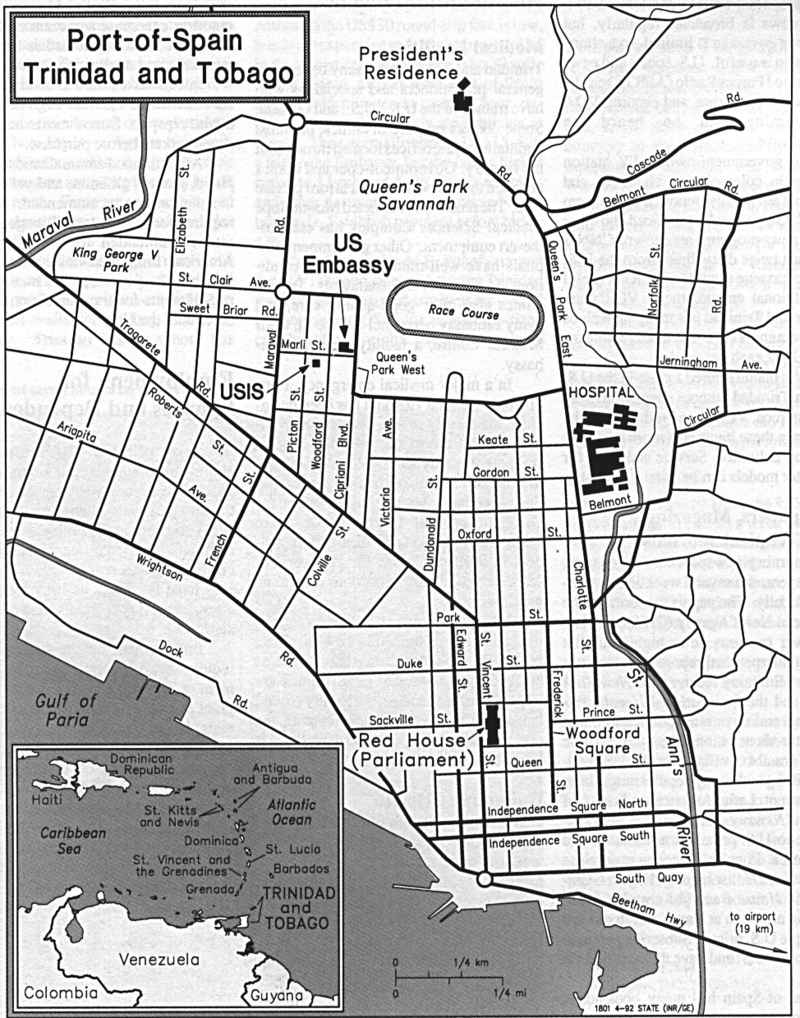 Port-of-Spain
Trinidad and Tobago
President's
Residence
Circular
Rd.
Rd.
Cascade
Belmont Circular Rd.
Queen's Park
Savannah
Maraval River
Elizabeth St.
King George V
Park
US
Embassy
Rd.
Queen's Park East
Norfolk St.
Rd.
St. Clair Ave.
Sweet Briar Rd.
Race Course
Maraval
Marli St.
Queen's
Park West
Jerningham Ave.
Tragarete Rd.
USIS
HOSPITAL
Roberts St.
Picton St.
Woodford St.
Cipriani Blvd.
Victoria Ave.
Circular
Ariapita Ave.
Keate St.
Gordon St.
Belmont
French St.
Dundonald St.
Oxford St.
Colville St.
Wrightson Rd.
Charlotte St.
Park St.
Dock Rd.
Duke St.
Edward St.
St. Vincent St.
Frederick St.
St. Ann's River
Gulf of
Paria
Sackville St.
Prince St.
Red House
(Parliament)
Woodford
Square
Queen St.
Independence Square North
Independence Square South
South Quay
Beetham Hwy
to airport
(19 km)
Dominican
Republic
Haiti
Antigua
and Barbuda
St. Kitts
and Nevis
Atlantic
Ocean
Caribbean
Sea
Dominica
St. Lucia
St. Vincent and
the Grenadines
Barbados
Grenada
TRINIDAD
and
TOBAGO
Venezuela
Colombia
Guyana
0 1/4 km
0 1/4 mi
1801 4-92 STATE (INR/GE)